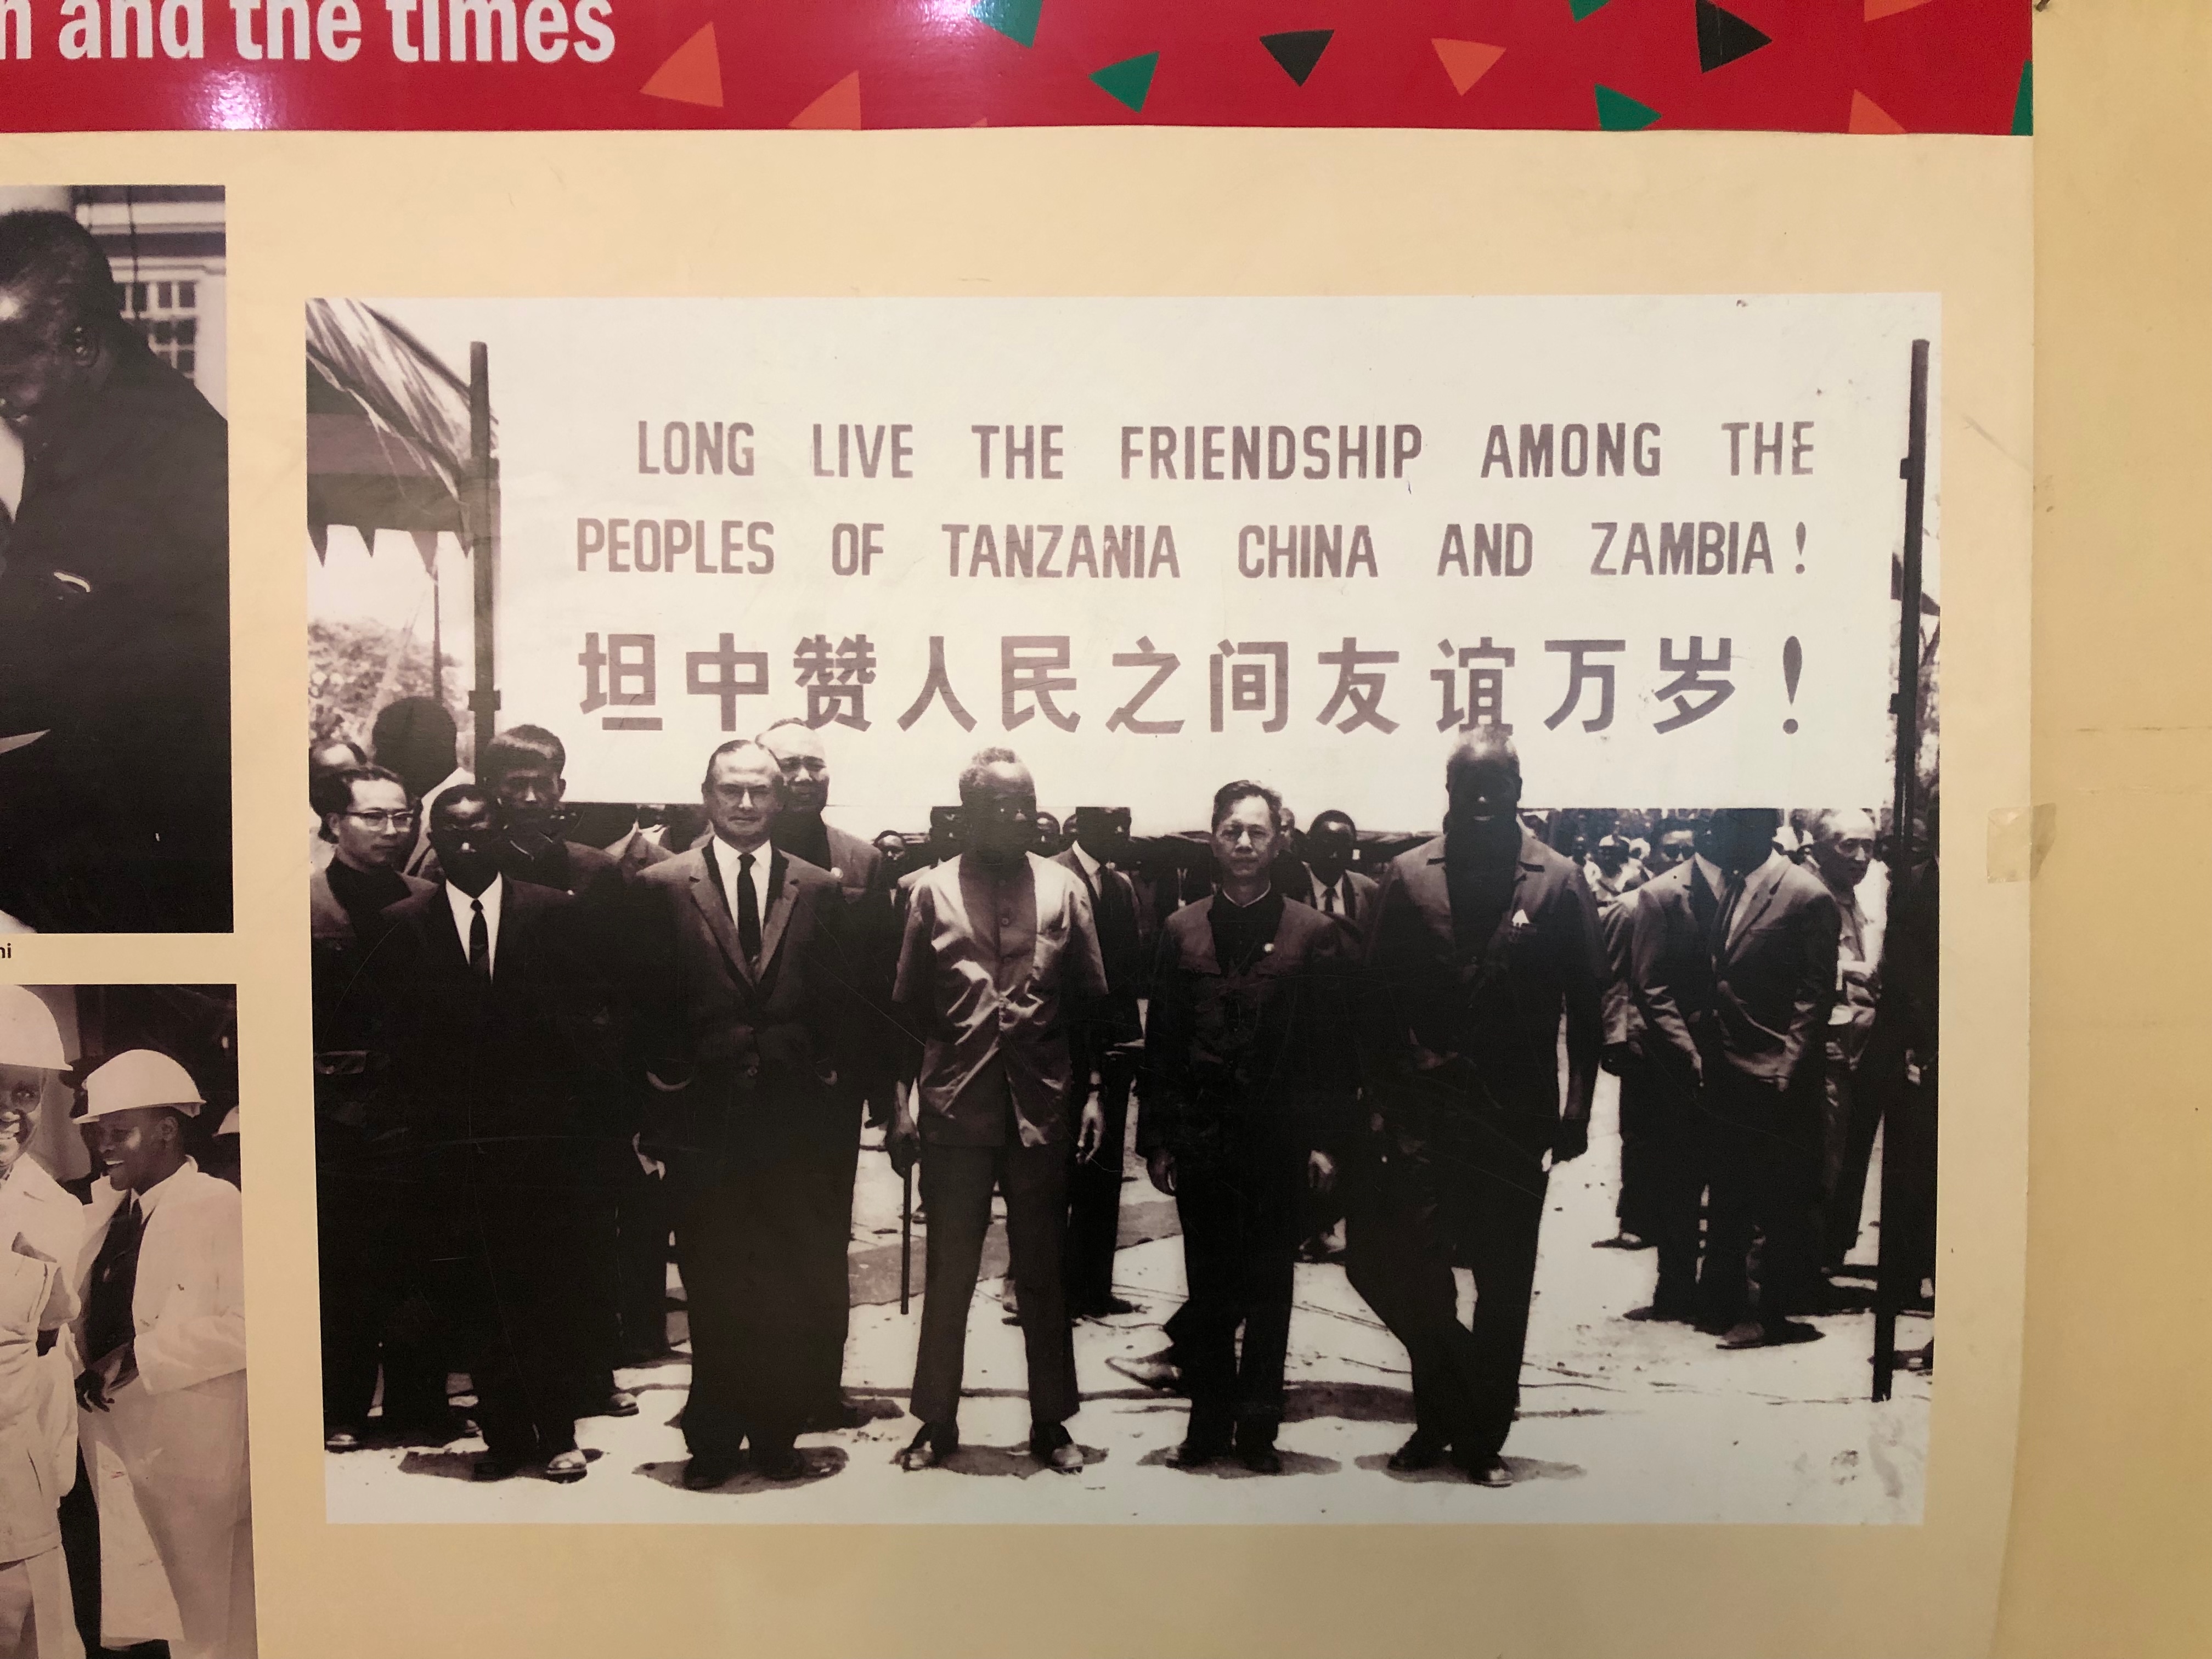 and the times
LONG LIVE THE FRIENDSHIP AMONG THE
PEOPLES OF TANZANIA CHINA AND ZAMBIA!
坦中赞人民之间友谊万岁!